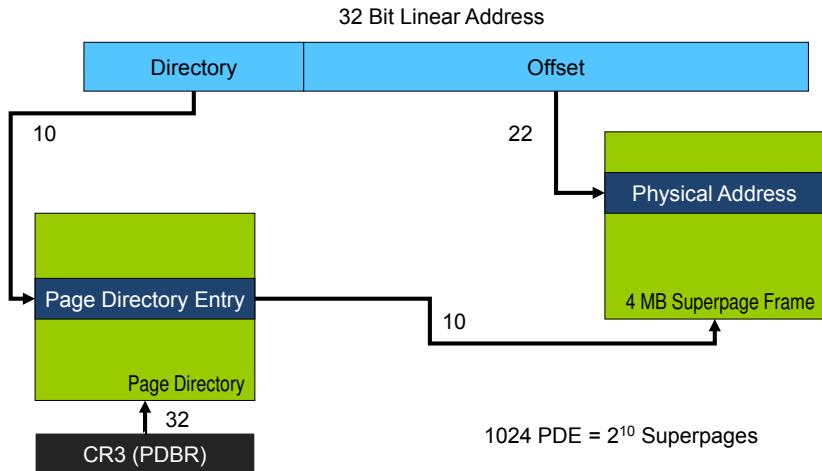 32 Bit Linear Address
Directory
Offset
10
22
Physical Address
Page Directory Entry
4 MB Superpage Frame
10
Page Directory
32
1024 PDE = 2¹⁰ Superpages
CR3 (PDBR)